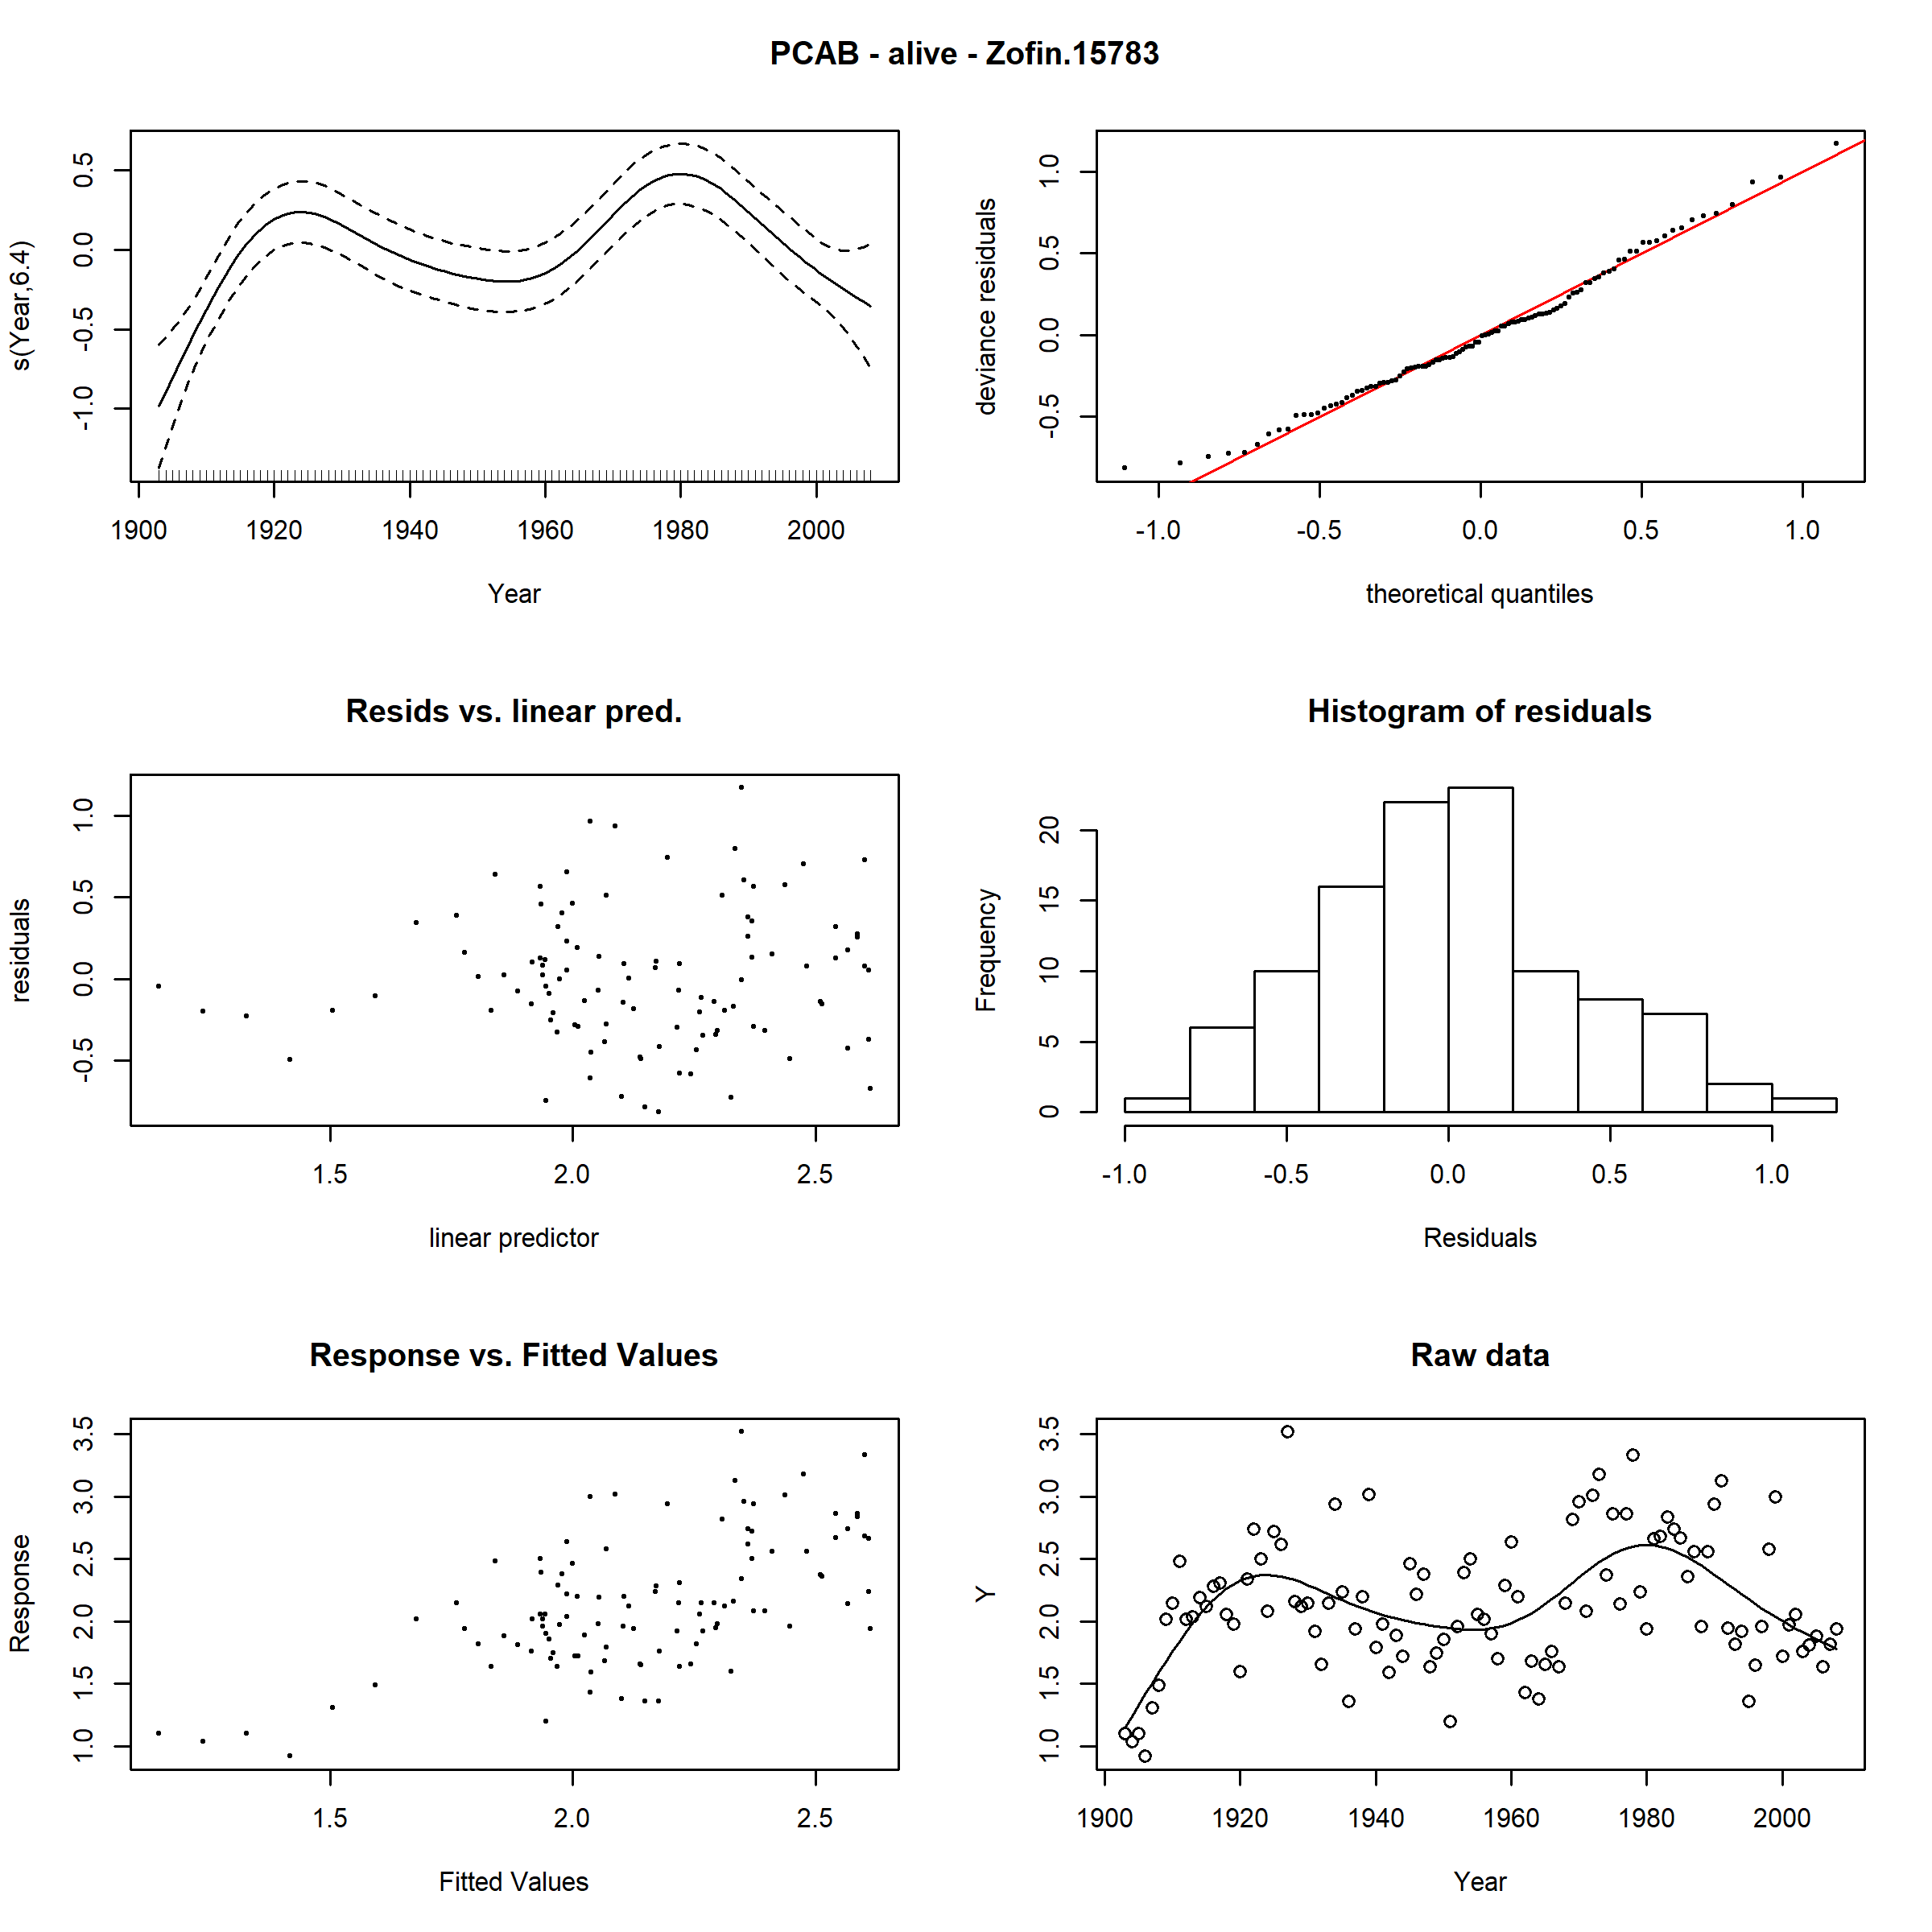 PCAB - alive - Zofin.15783
s(Year,6.4)
0.5
0.0
-0.5
-1.0
1900 1920 1940 1960 1980 2000
Year
deviance residuals
1.0
0.5
0.0
-0.5
-1.0 -0.5 0.0 0.5 1.0
theoretical quantiles
Resids vs. linear pred.
residuals
1.0
0.5
0.0
-0.5
1.5 2.0 2.5
linear predictor
Histogram of residuals
Frequency
20
15
10
5
0
-1.0 -0.5 0.0 0.5 1.0
Residuals
Response vs. Fitted Values
Response
3.5
3.0
2.5
2.0
1.5
1.0
1.5 2.0 2.5
Fitted Values
Raw data
Y
3.5
3.0
2.5
2.0
1.5
1.0
1900 1920 1940 1960 1980 2000
Year